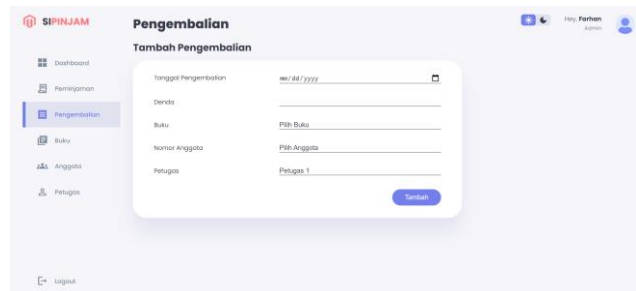 SIPINJAM
Dashboard
Peminjaman
Pengembalian
Buku
Anggota
Petugas
Logout
Pengembalian
Tambah Pengembalian
Tanggal Pengembalian mm/dd/yyyy
Denda
Buku Pilih Buku
Nomor Anggota Pilih Anggota
Petugas Petugas 1
Tambah
Hey, Farhan
Admin